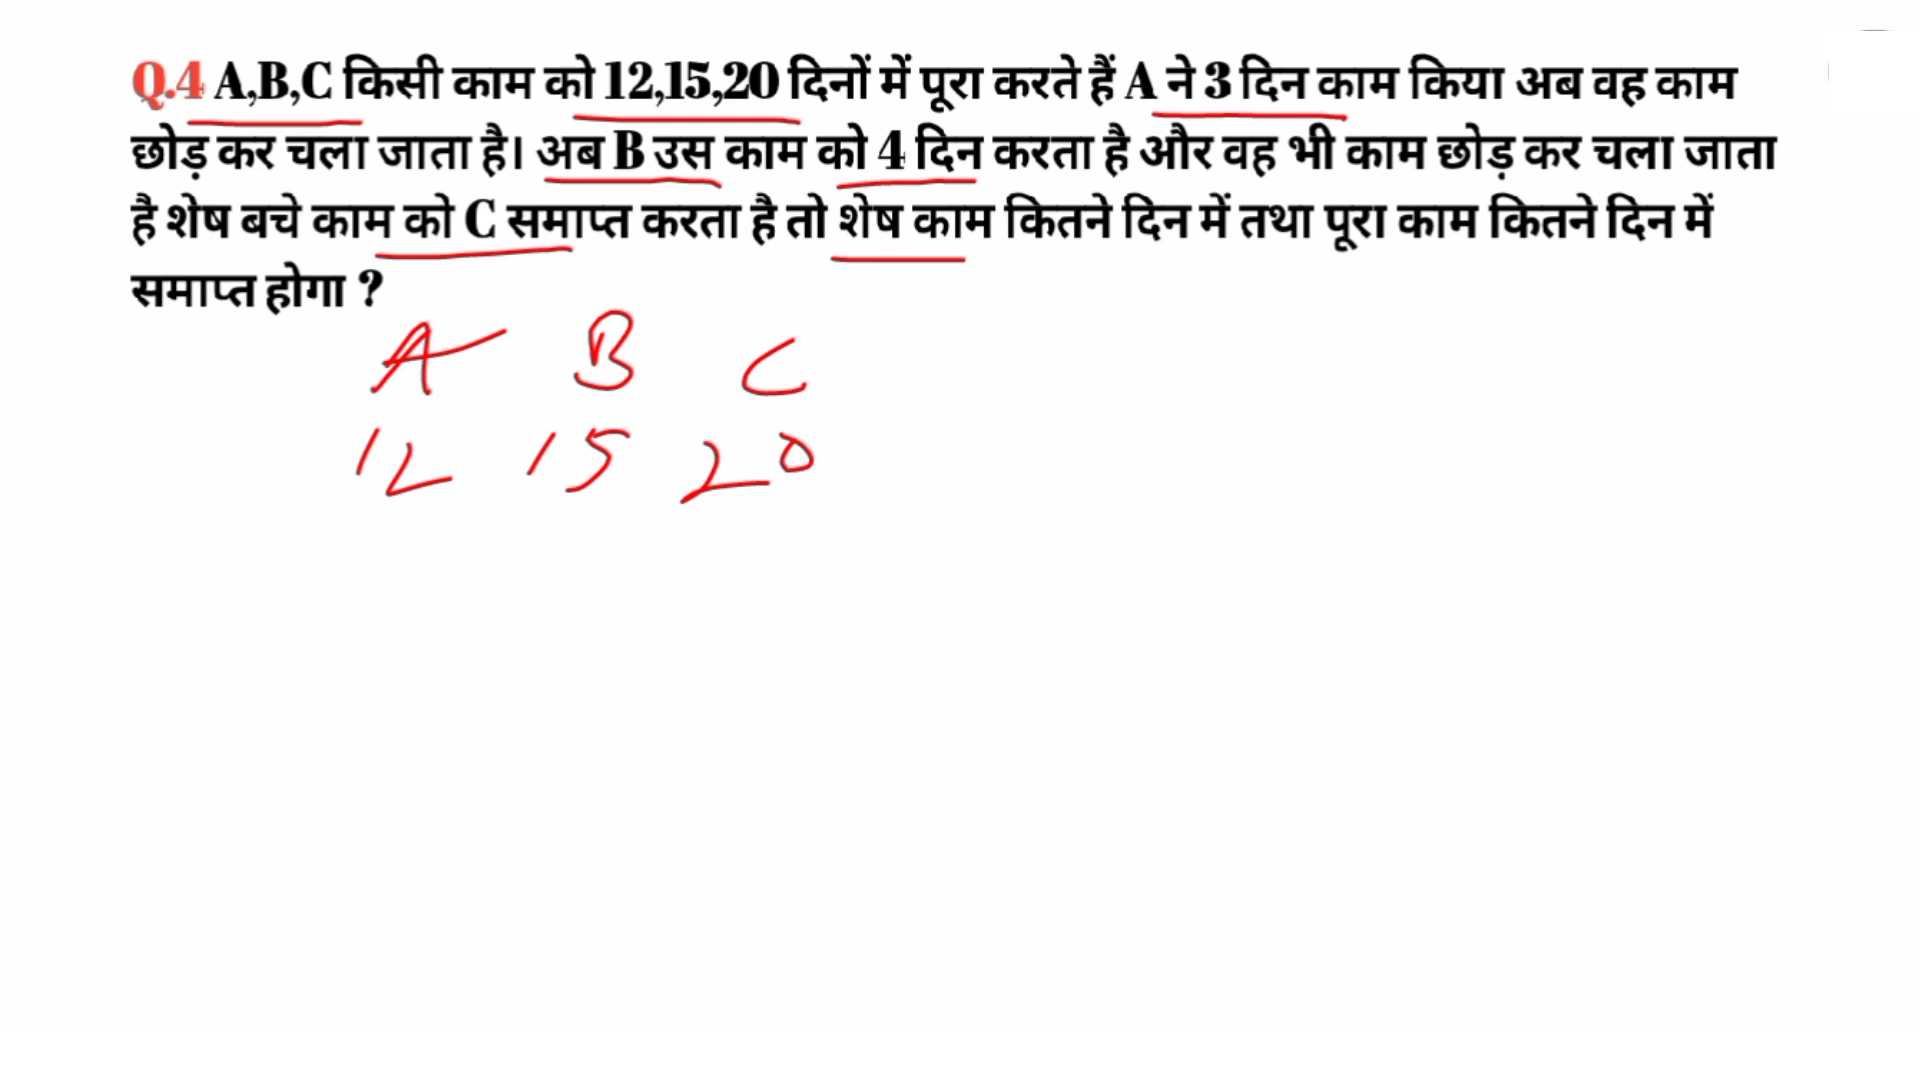 Q.4 A,B,C किसी काम को 12,15,20 दिनों में पूरा करते हैं A ने 3 दिन काम किया अब वह काम
छोड़ कर चला जाता है। अब B उस काम को 4 दिन करता है और वह भी काम छोड़ कर चला जाता
है शेष बचे काम को C समाप्त करता है तो शेष काम कितने दिन में तथा पूरा काम कितने दिन में
समाप्त होगा ?
A B C
12 15 20